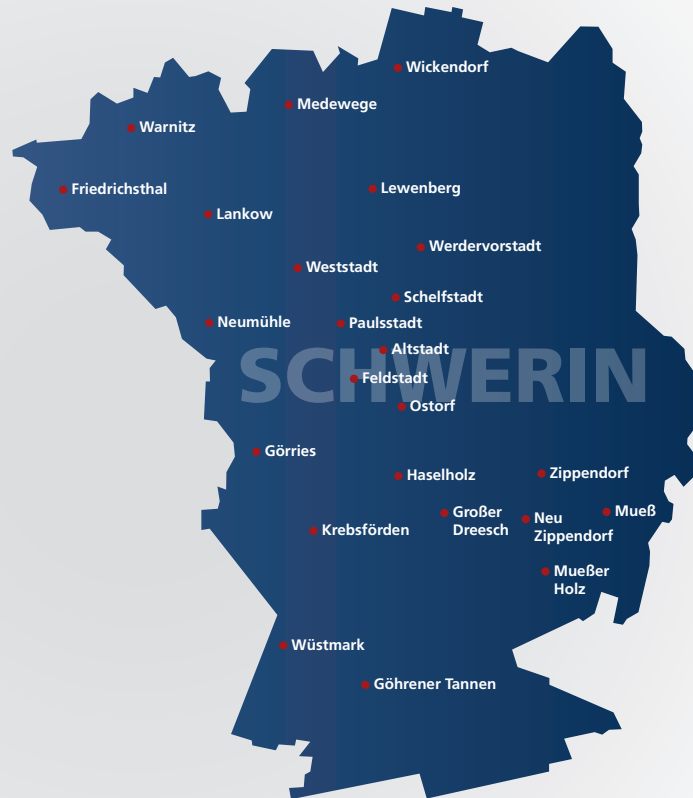 Wickendorf
Medewege
Warnitz
Friedrichsthal
Lewenberg
Lankow
Werdervorstadt
Weststadt
Schelfstadt
Neumühle
Paulsstadt
Altstadt
SCHWERIN
Feldstadt
Ostorf
Görries
Haselholz
Zippendorf
Großer
Dreesch
Neu
Zippendorf
Mueß
Krebsförden
Mueßer
Holz
Wüstmark
Göhrener Tannen